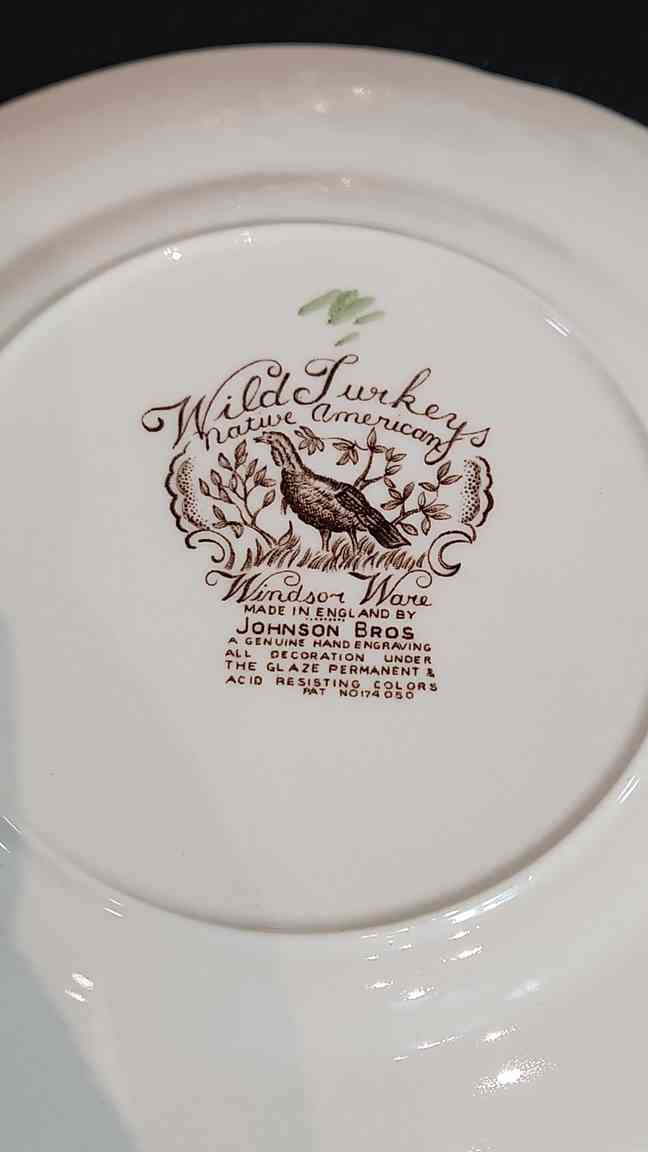 Wild Turkeys
native american
Windsor Ware
MADE IN ENGLAND BY
JOHNSON BROS
A GENUINE HAND ENGRAVING
ALL DECORATION UNDER
THE GLAZE PERMANENT &
ACID RESISTING COLORS
PAT NO 174050